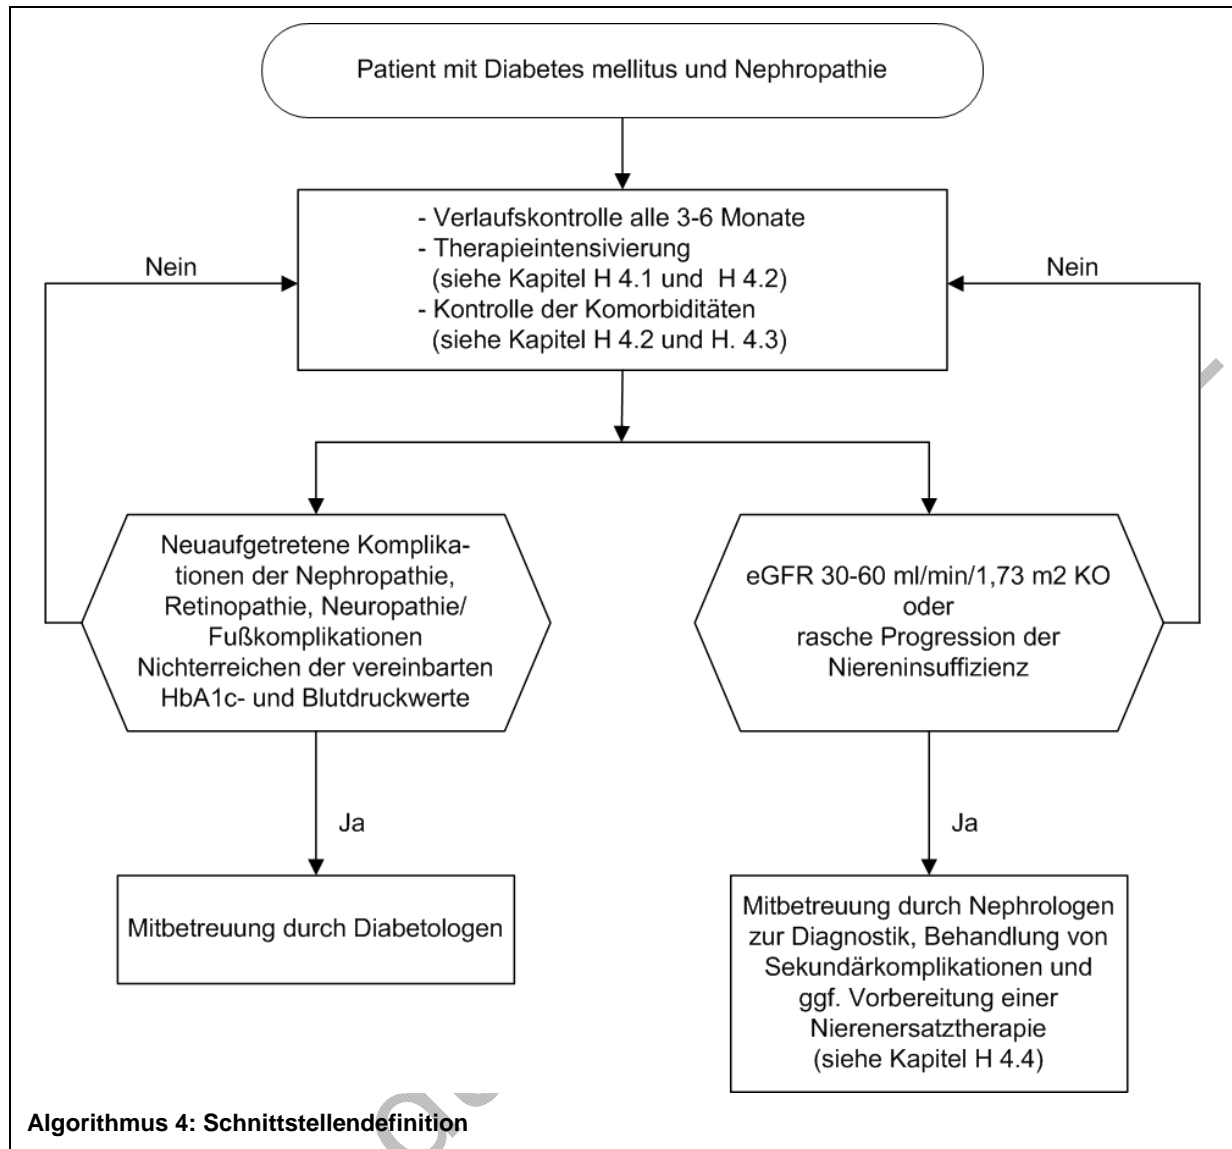 Patient mit Diabetes mellitus und Nephropathie
- Verlaufskontrolle alle 3-6 Monate
- Therapieintensivierung
(siehe Kapitel H 4.1 und H 4.2)
- Kontrolle der Komorbiditäten
(siehe Kapitel H 4.2 und H. 4.3)
Nein
Nein
Neuaufgetretene Komplika-
tionen der Nephropathie,
Retinopathie, Neuropathie/
Fußkomplikationen
Nichterreichen der vereinbarten
HbA1c- und Blutdruckwerte
eGFR 30-60 ml/min/1,73 m2 KO
oder
rasche Progression der
Niereninsuffizienz
Ja
Ja
Mitbetreuung durch Diabetologen
Mitbetreuung durch Nephrologen
zur Diagnostik, Behandlung von
Sekundärkomplikationen und
ggf. Vorbereitung einer
Nierenersatztherapie
(siehe Kapitel H 4.4)
Algorithmus 4: Schnittstellendefinition